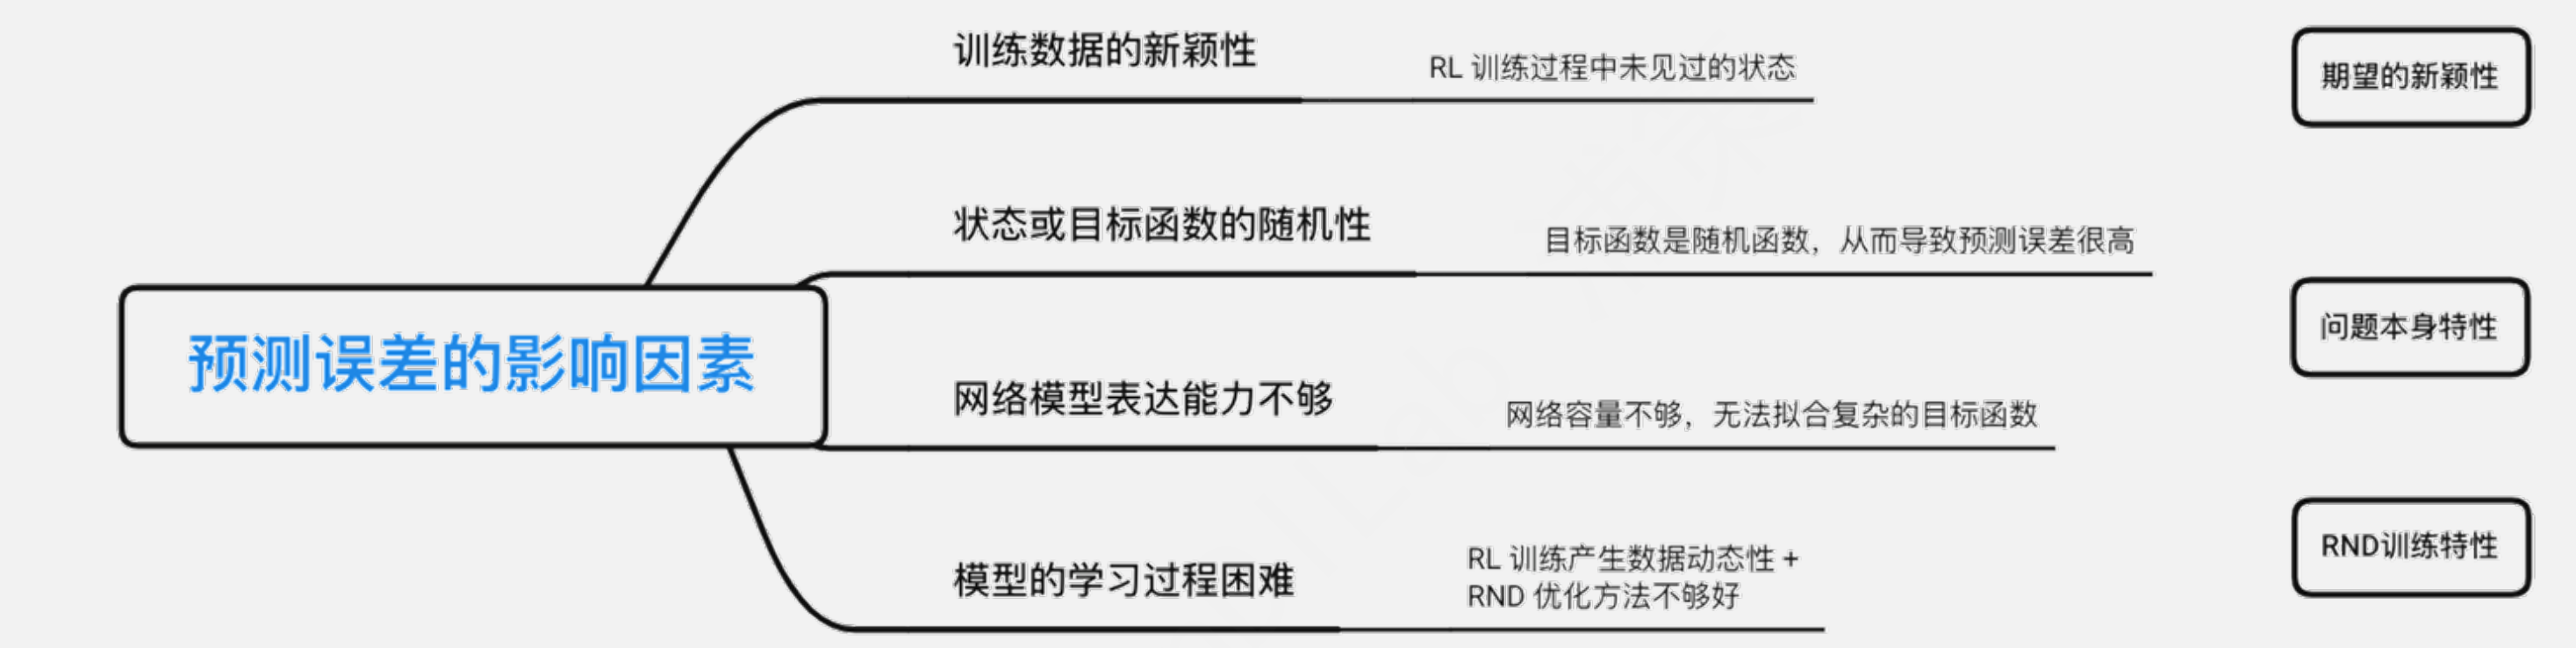 训练数据的新颖性
RL 训练过程中未见过的状态
期望的新颖性
状态或目标函数的随机性
目标函数是随机函数，从而导致预测误差很高
预测误差的影响因素
问题本身特性
网络模型表达能力不够
网络容量不够，无法拟合复杂的目标函数
模型的学习过程困难
RL 训练产生数据动态性 +
RND 优化方法不够好
RND训练特性